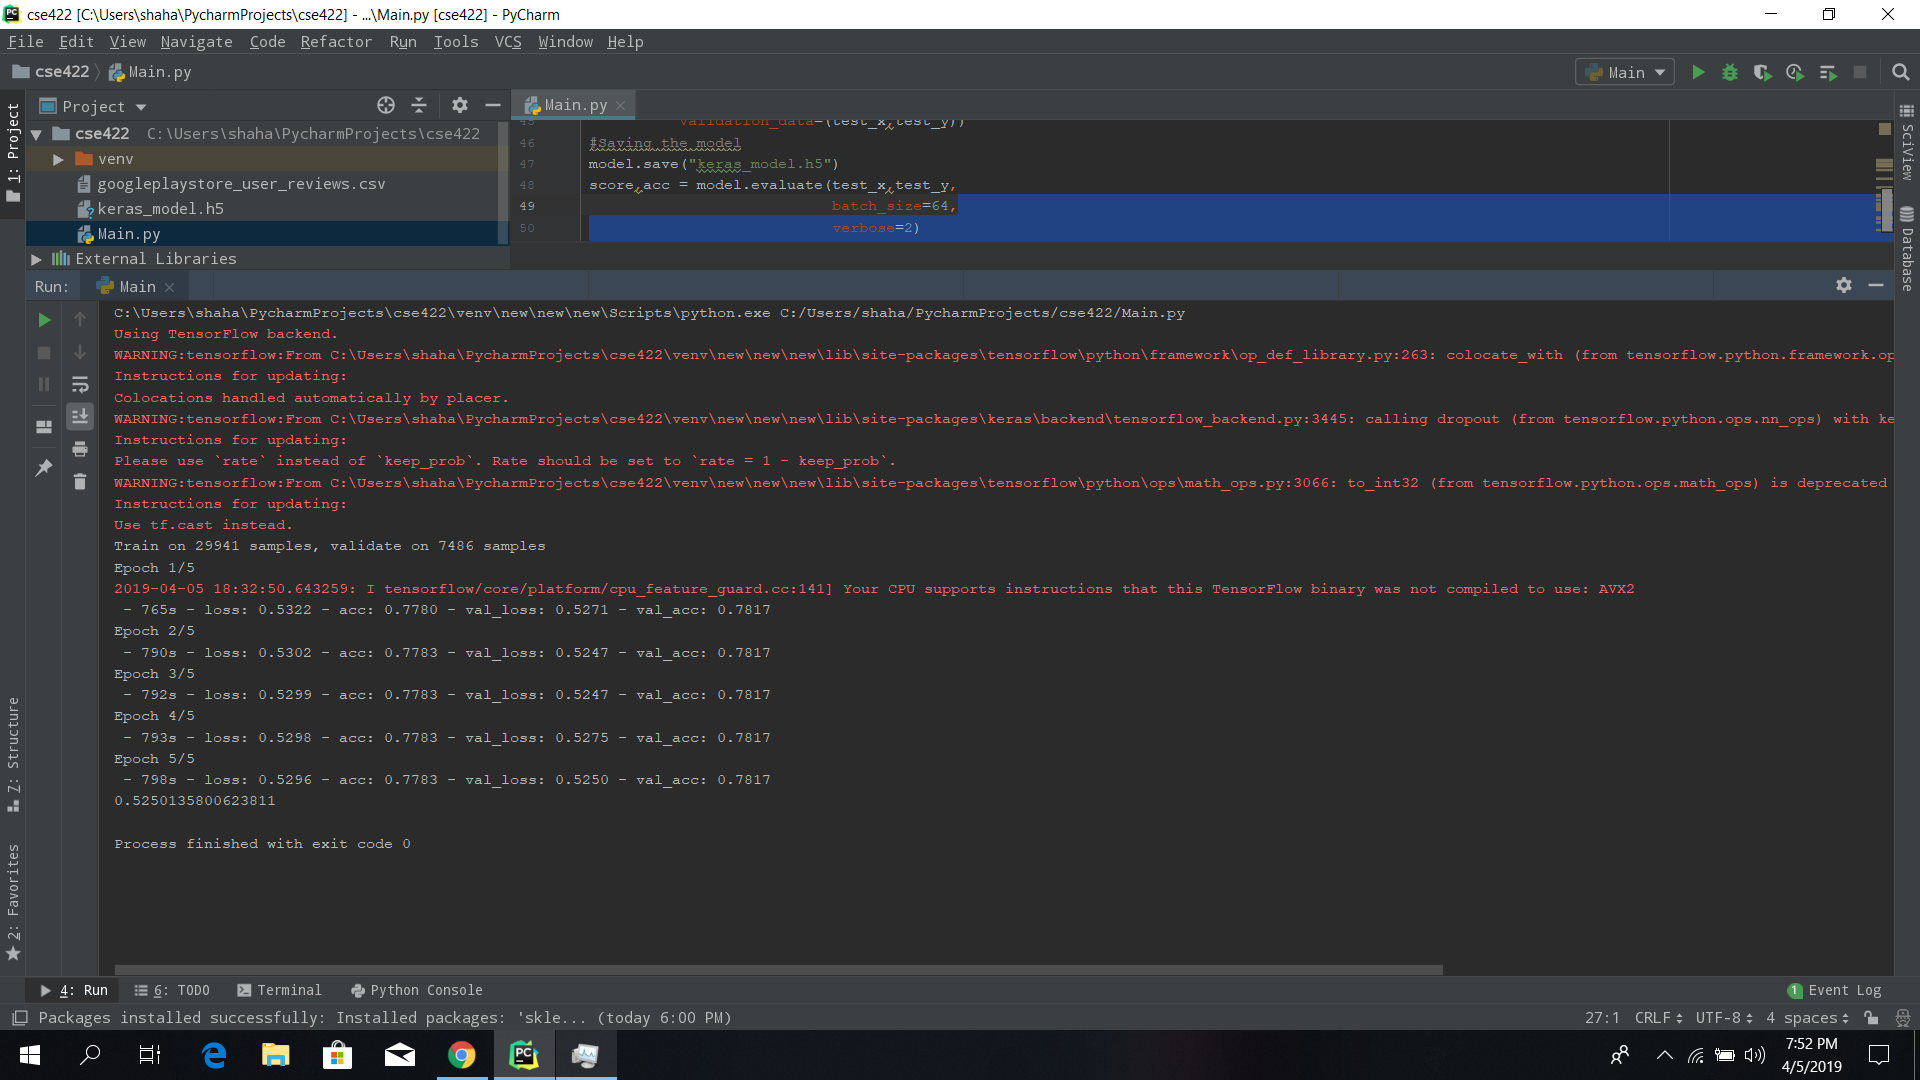 cse422 [C:\Users\shaha\PycharmProjects\cse422] - ...\Main.py [cse422] - PyCharm
File Edit View Navigate Code Refactor Run Tools VCS Window Help
cse422 Main.py
Main
1: Project
Project
Main.py
cse422 C:\Users\shaha\PycharmProjects\cse422
venv
googleplaystore_user_reviews.csv
keras_model.h5
Main.py
External Libraries
45 validation_data=(test_x,test_y))
46 #Saving the model
47 model.save("keras_model.h5")
48 score,acc = model.evaluate(test_x,test_y,
49 batch_size=64,
50 verbose=2)
SciView
Database
Run: Main
C:\Users\shaha\PycharmProjects\cse422\venv\new\new\new\Scripts\python.exe C:/Users/shaha/PycharmProjects/cse422/Main.py
Using TensorFlow backend.
WARNING:tensorflow:From C:\Users\shaha\PycharmProjects\cse422\venv\new\new\new\lib\site-packages\tensorflow\python\framework\op_def_library.py:263: colocate_with (from tensorflow.python.framework.op
Instructions for updating:
Colocations handled automatically by placer.
WARNING:tensorflow:From C:\Users\shaha\PycharmProjects\cse422\venv\new\new\new\lib\site-packages\keras\backend\tensorflow_backend.py:3445: calling dropout (from tensorflow.python.ops.nn_ops) with ke
Instructions for updating:
Please use `rate` instead of `keep_prob`. Rate should be set to `rate = 1 - keep_prob`.
WARNING:tensorflow:From C:\Users\shaha\PycharmProjects\cse422\venv\new\new\new\lib\site-packages\tensorflow\python\ops\math_ops.py:3066: to_int32 (from tensorflow.python.ops.math_ops) is deprecated
Instructions for updating:
Use tf.cast instead.
Train on 29941 samples, validate on 7486 samples
Epoch 1/5
2019-04-05 18:32:50.643259: I tensorflow/core/platform/cpu_feature_guard.cc:141] Your CPU supports instructions that this TensorFlow binary was not compiled to use: AVX2
- 765s - loss: 0.5322 - acc: 0.7780 - val_loss: 0.5271 - val_acc: 0.7817
Epoch 2/5
- 790s - loss: 0.5302 - acc: 0.7783 - val_loss: 0.5247 - val_acc: 0.7817
Epoch 3/5
- 792s - loss: 0.5299 - acc: 0.7783 - val_loss: 0.5247 - val_acc: 0.7817
Epoch 4/5
- 793s - loss: 0.5298 - acc: 0.7783 - val_loss: 0.5275 - val_acc: 0.7817
Epoch 5/5
- 798s - loss: 0.5296 - acc: 0.7783 - val_loss: 0.5250 - val_acc: 0.7817
0.5250135800623811
Process finished with exit code 0
Z: Structure
2: Favorites
4: Run 6: TODO Terminal Python Console
1 Event Log
Packages installed successfully: Installed packages: 'skle... (today 6:00 PM)
27:1 CRLF UTF-8 4 spaces
7:52 PM
4/5/2019